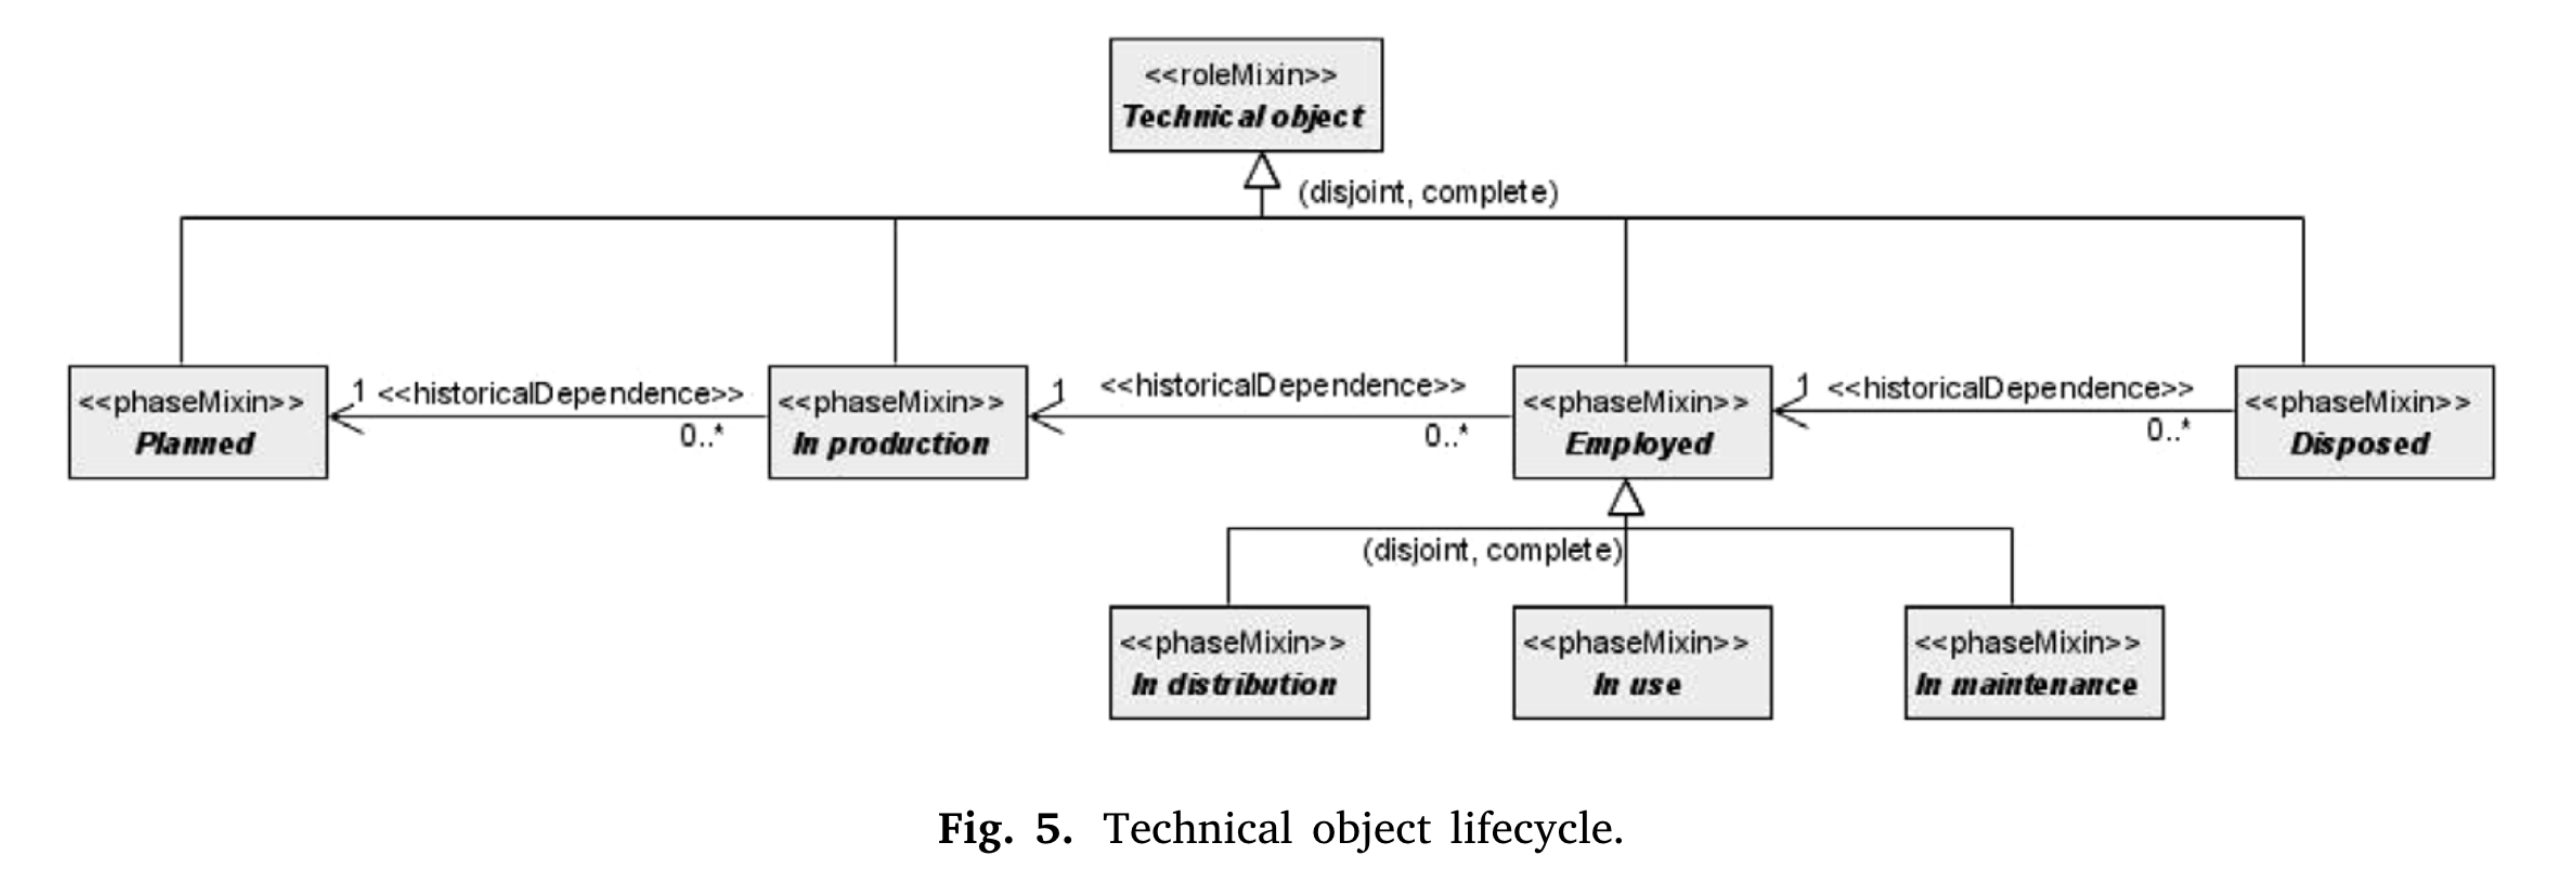 <<roleMixin>>
Technical object
(disjoint, complete)
<<phaseMixin>>
Planned
1 <<historicalDependence>>
0..*
<<phaseMixin>>
In production
1 <<historicalDependence>>
0..*
<<phaseMixin>>
Employed
1 <<historicalDependence>>
0..*
<<phaseMixin>>
Disposed
(disjoint, complete)
<<phaseMixin>>
In distribution
<<phaseMixin>>
In use
<<phaseMixin>>
In maintenance
Fig. 5. Technical object lifecycle.